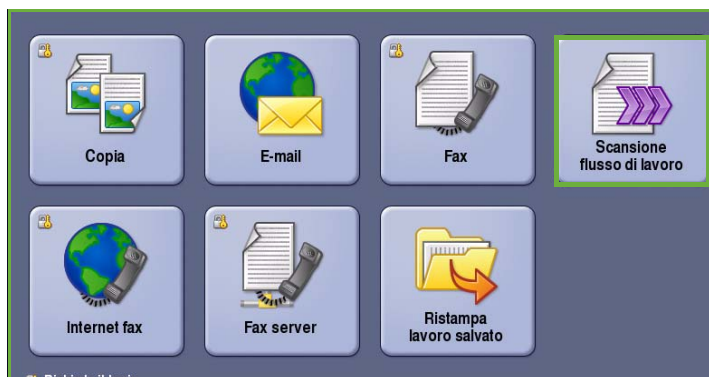 Copia
E-mail
Fax
Scansione
flusso di lavoro
Internet fax
Fax server
Ristampa
lavoro salvato